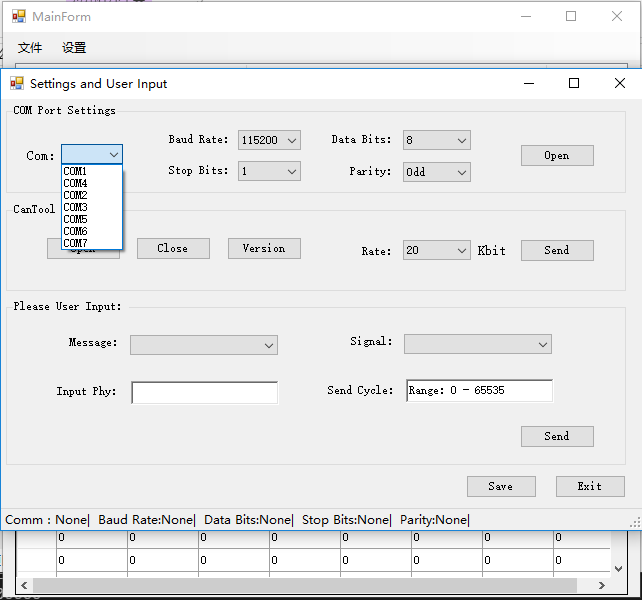 MainForm
文件 设置
Settings and User Input
COM Port Settings
Baud Rate: 115200 Data Bits: 8
Com: Open
Stop Bits: 1 Parity: Odd
COM1
COM4
COM2
COM3
COM5
COM6
COM7
CanTool
Close Version Rate: 20 Kbit Send
Please User Input:
Message: Signal:
Input Phy: Send Cycle: Range: 0 - 65535
Send
Save Exit
Comm : None| Baud Rate:None| Data Bits:None| Stop Bits:None| Parity:None|
0 0 0 0 0 0 0 0
0 0 0 0 0 0 0 0